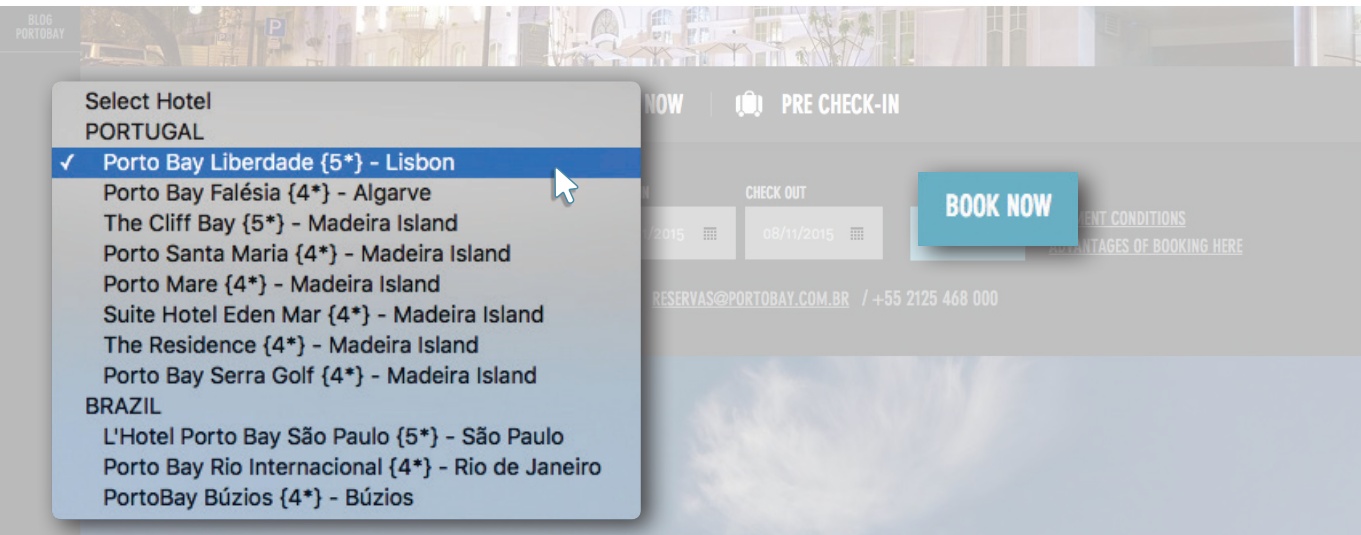 BLOG
PORTOBAY
P
NOW
PRE CHECK-IN
Select Hotel
PORTUGAL
✓ Porto Bay Liberdade {5*} - Lisbon
Porto Bay Falésia {4*} - Algarve
The Cliff Bay {5*} - Madeira Island
Porto Santa Maria {4*} - Madeira Island
Porto Mare {4*} - Madeira Island
Suite Hotel Eden Mar {4*} - Madeira Island
The Residence {4*} - Madeira Island
Porto Bay Serra Golf {4*} - Madeira Island
BRAZIL
L'Hotel Porto Bay São Paulo {5*} - São Paulo
Porto Bay Rio Internacional {4*} - Rio de Janeiro
PortoBay Búzios {4*} - Búzios
CHECK OUT
/2015
08/11/2015
BOOK NOW
CONDITIONS
ADVANTAGES OF BOOKING HERE
RESERVAS@PORTOBAY.COM.BR / +55 2125 468 000